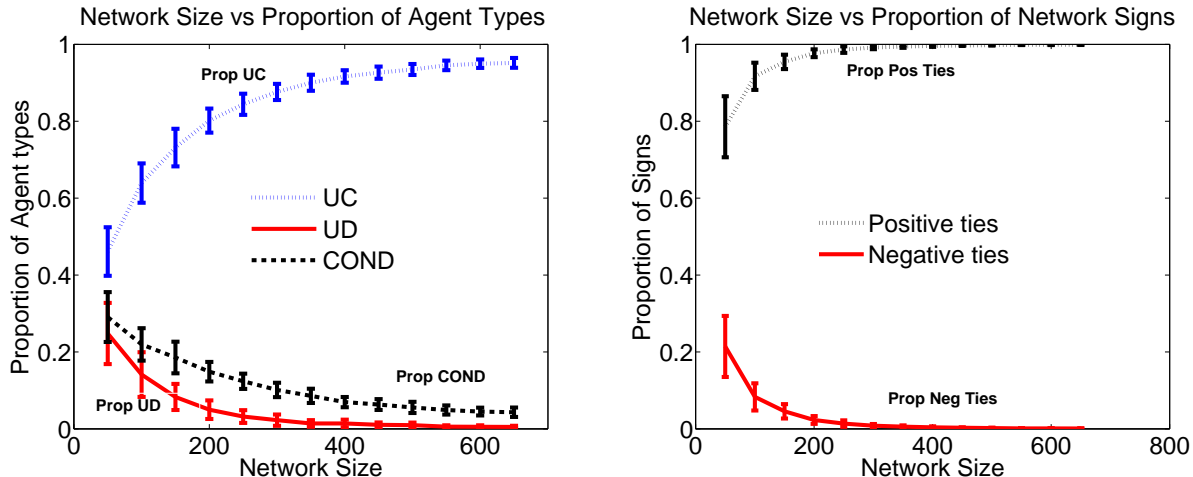 Network Size vs Proportion of Agent Types
Proportion of Agent types
1
0.8
0.6
0.4
0.2
0
0
200
400
600
Network Size
Prop UC
UC
UD
COND
Prop COND
Prop UD
Network Size vs Proportion of Network Signs
Proportion of Signs
1
0.8
0.6
0.4
0.2
0
0
200
400
600
800
Network Size
Prop Pos Ties
Positive ties
Negative ties
Prop Neg Ties